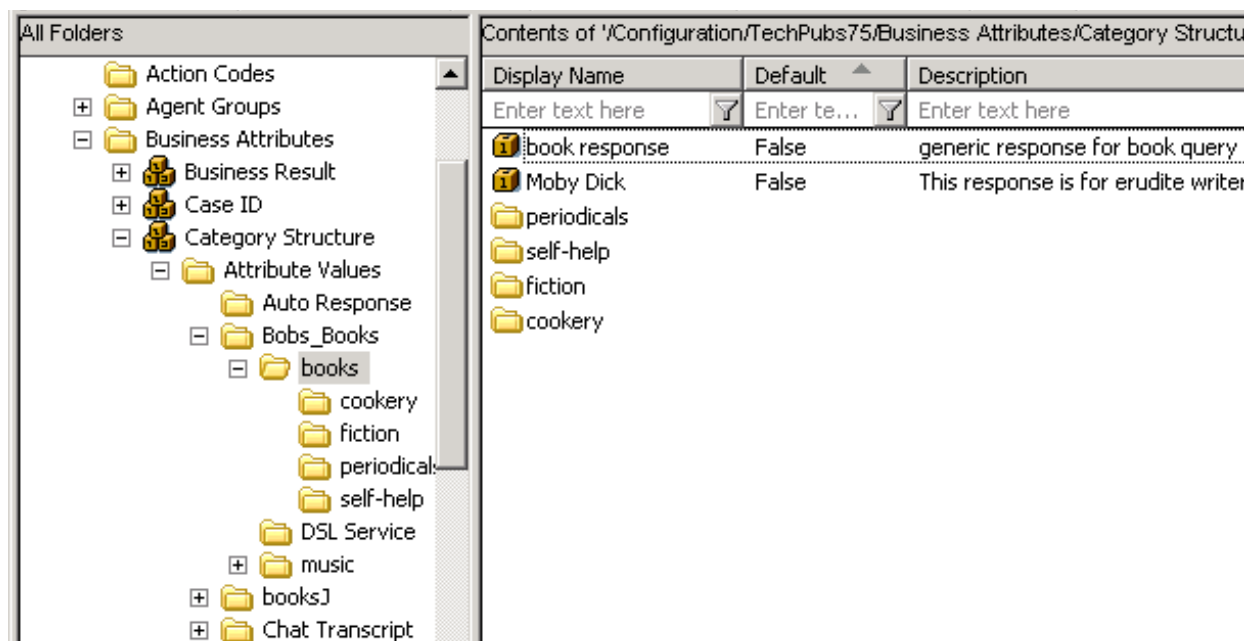 All Folders
Action Codes
Agent Groups
Business Attributes
Business Result
Case ID
Category Structure
Attribute Values
Auto Response
Bobs_Books
books
cookery
fiction
periodicals
self-help
DSL Service
music
booksJ
Chat Transcript
Contents of '/Configuration/TechPubs75/Business Attributes/Category Structu
Display Name Default Description
Enter text here Enter te... Enter text here
book response False generic response for book query
Moby Dick False This response is for erudite writer
periodicals
self-help
fiction
cookery